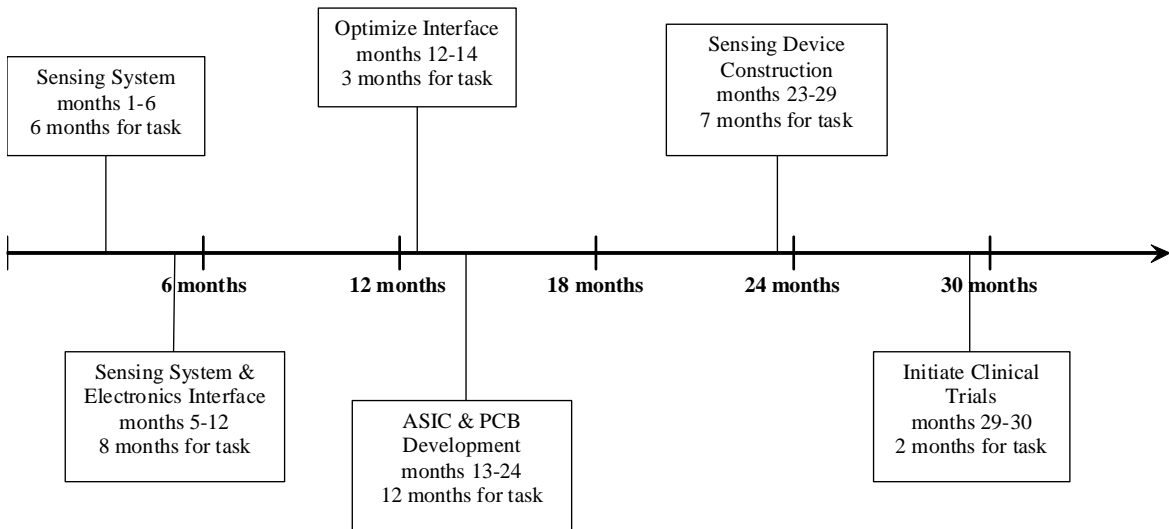 Optimize Interface
months 12-14
3 months for task
Sensing Device
Construction
months 23-29
7 months for task
Sensing System
months 1-6
6 months for task
6 months
12 months
18 months
24 months
30 months
Sensing System &
Electronics Interface
months 5-12
8 months for task
ASIC & PCB
Development
months 13-24
12 months for task
Initiate Clinical
Trials
months 29-30
2 months for task